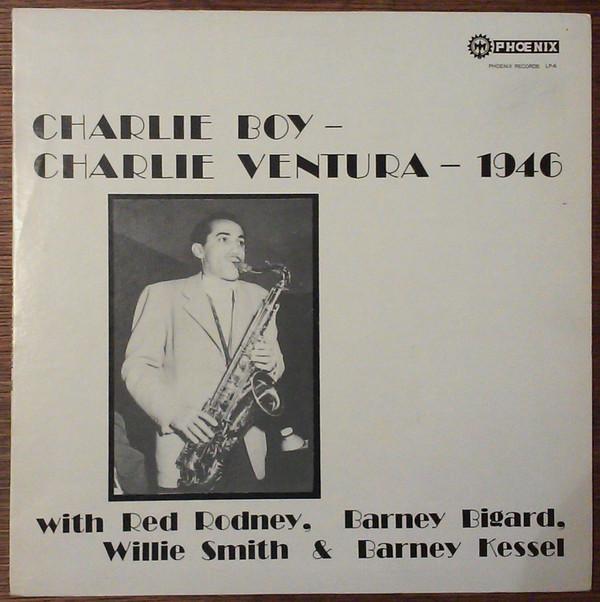 PHOENIX
PHOENIX RECORDS LP-6
CHARLIE BOY –
CHARLIE VENTURA – 1946
with Red Rodney, Barney Bigard,
Willie Smith & Barney Kessel